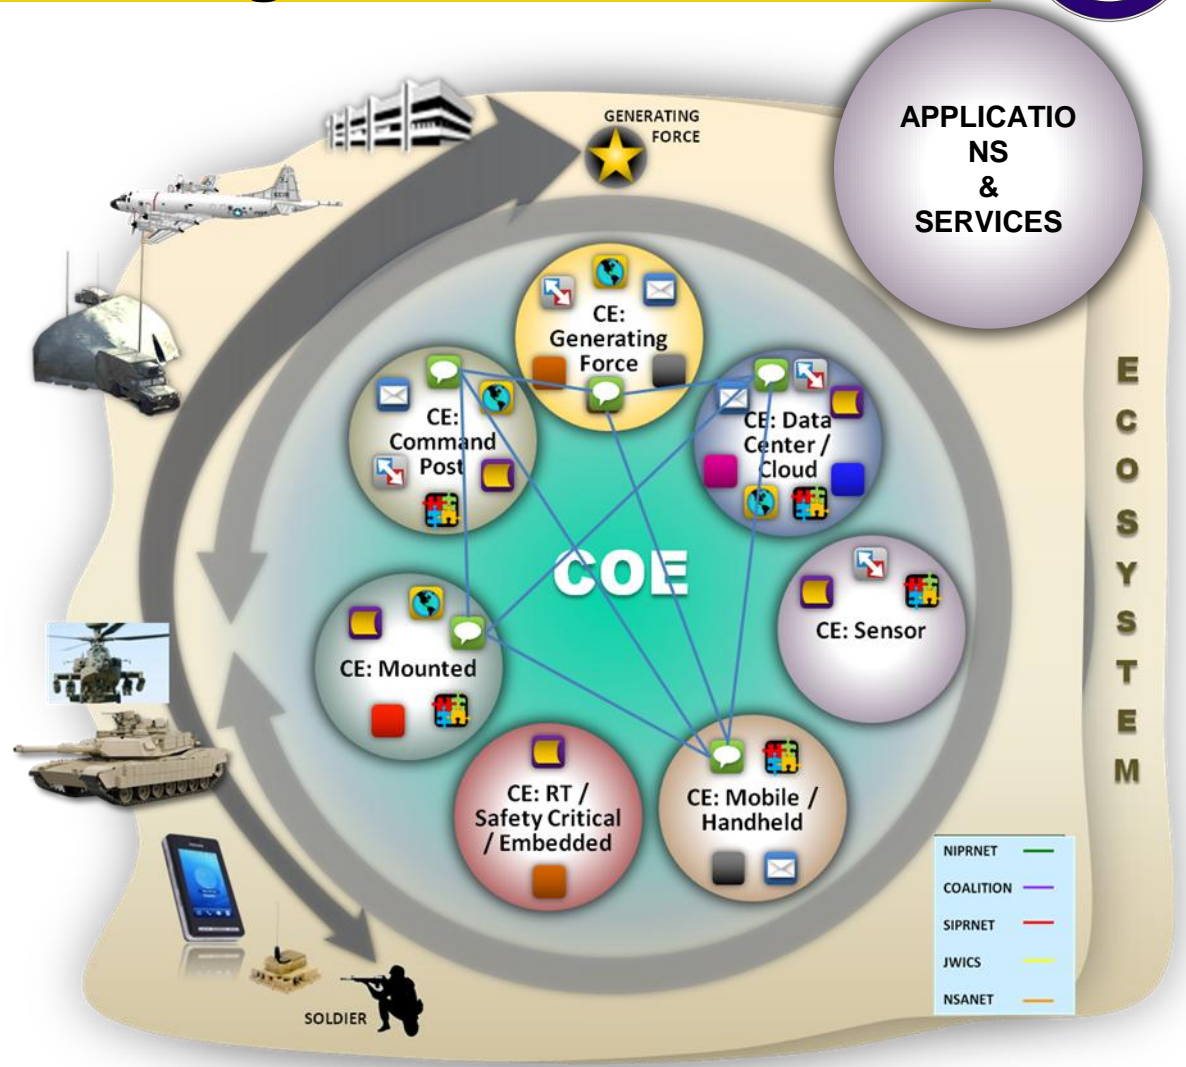 APPLICATIO
NS
&
SERVICES
GENERATING
FORCE
CE:
Generating
Force
CE:
Command
Post
CE: Data
Center /
Cloud
COE
CE: Sensor
CE: Mounted
CE: RT /
Safety Critical
/ Embedded
CE: Mobile /
Handheld
E
C
O
S
Y
S
T
E
M
NIPRNET
COALITION
SIPRNET
JWICS
NSANET
SOLDIER